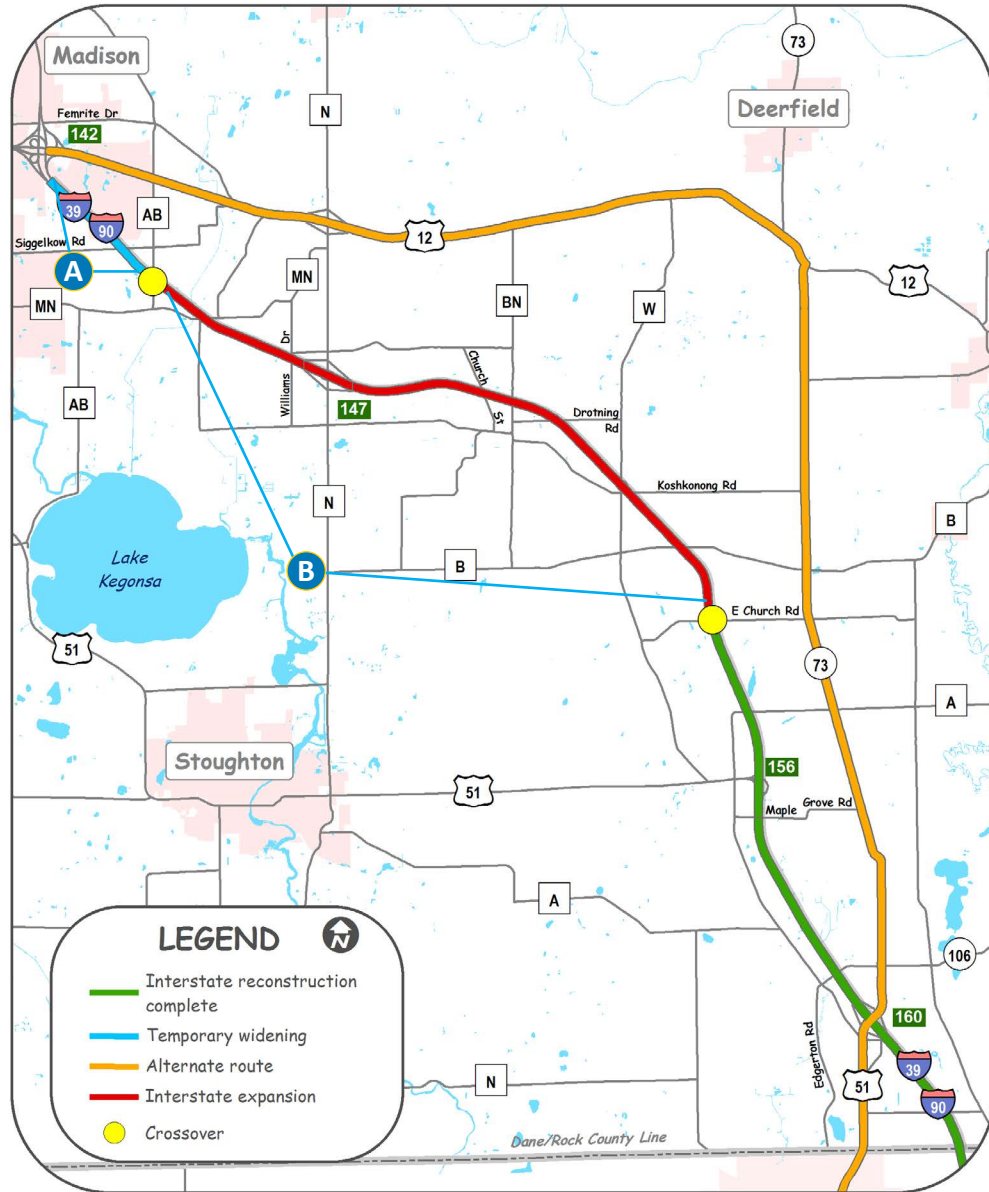 Madison
73
Deerfield
N
Femrite Dr
142
39
90
AB
12
Siggelkow Rd
A
MN
MN
BN
W
12
AB
Williams Dr
147
Church St
Drotning
Rd
Koshkonong Rd
N
B
B
B
Lake
Kegonsa
E Church Rd
51
73
A
Stoughton
156
51
Maple Grove Rd
A
106
160
Edgerton Rd
39
51
90
N
Dane/Rock County Line
LEGEND
N
Interstate reconstruction
complete
Temporary widening
Alternate route
Interstate expansion
Crossover